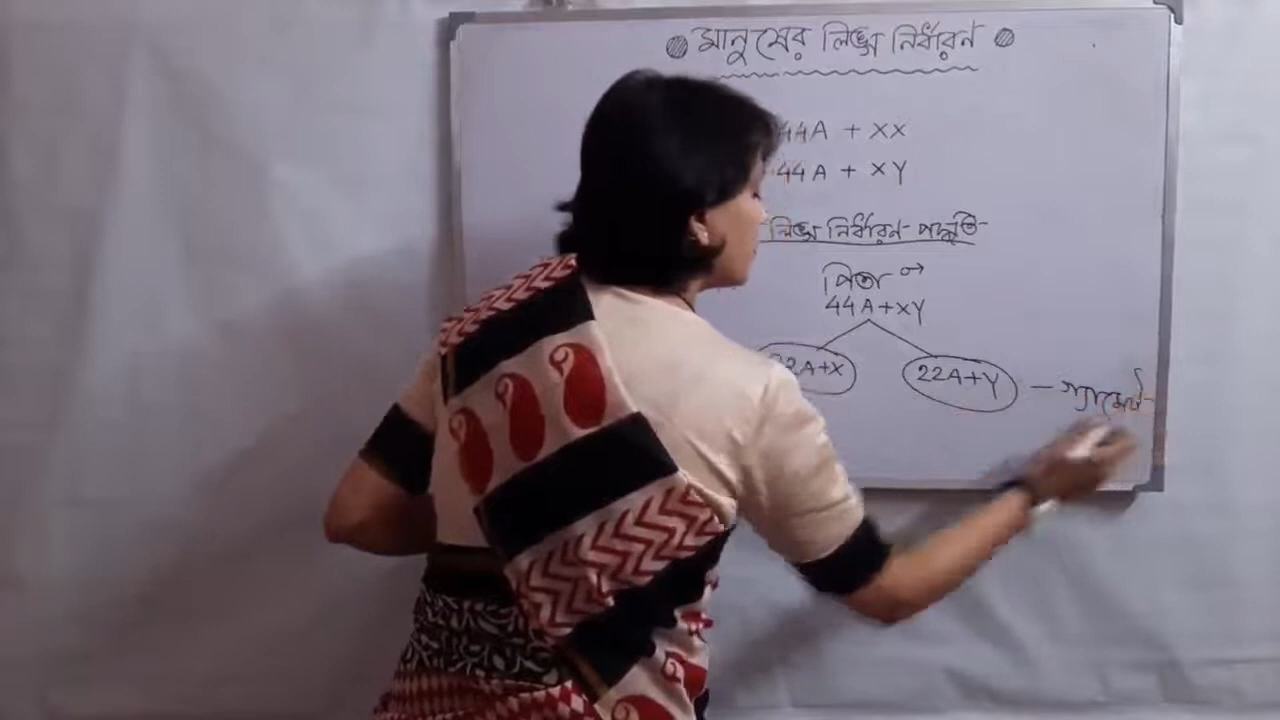 মানুষের লিঙ্গ নির্ধারণ
44A + XX
44A + XY
লিঙ্গ নির্ধারণ পদ্ধতি
পিতা ♂
44A+XY
22A+X 22A+Y – গ্যামেট